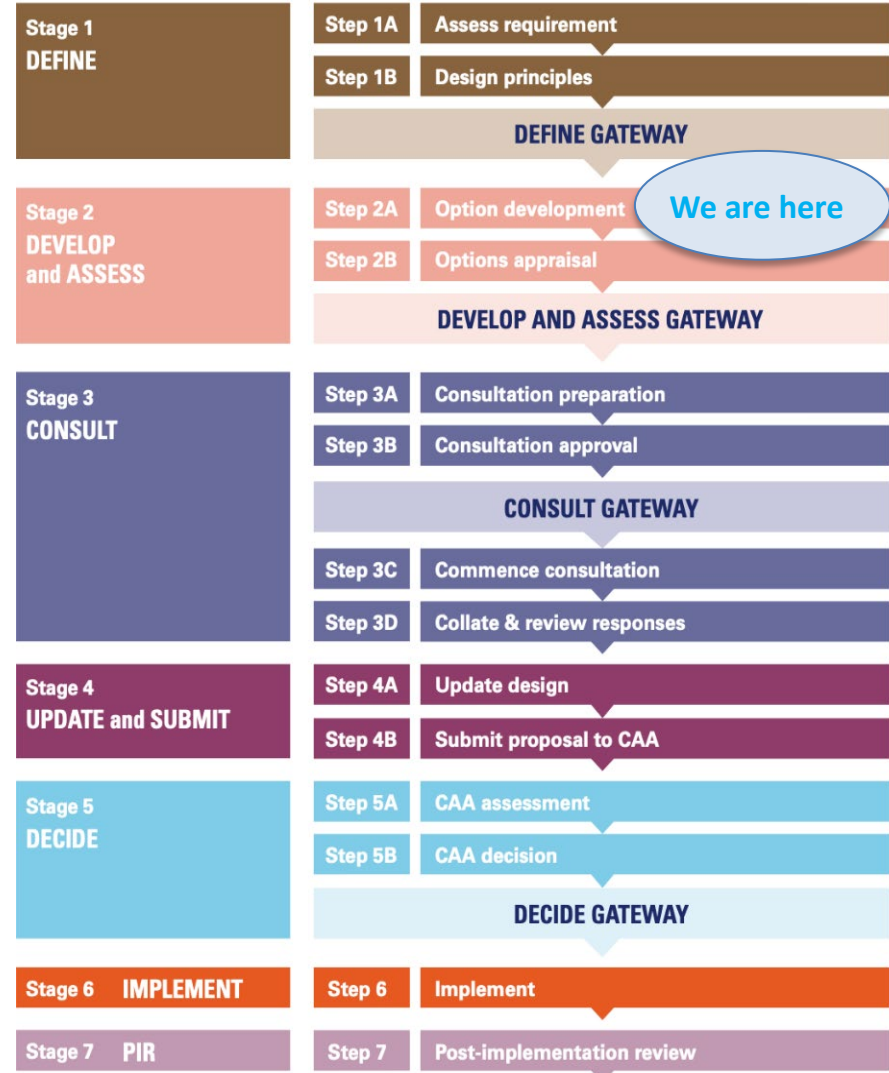 Stage 1
DEFINE
Step 1A Assess requirement
Step 1B Design principles
DEFINE GATEWAY
We are here
Stage 2
DEVELOP
and ASSESS
Step 2A Option development
Step 2B Options appraisal
DEVELOP AND ASSESS GATEWAY
Stage 3
CONSULT
Step 3A Consultation preparation
Step 3B Consultation approval
CONSULT GATEWAY
Step 3C Commence consultation
Step 3D Collate & review responses
Stage 4
UPDATE and SUBMIT
Step 4A Update design
Step 4B Submit proposal to CAA
Stage 5
DECIDE
Step 5A CAA assessment
Step 5B CAA decision
DECIDE GATEWAY
Stage 6 IMPLEMENT
Step 6 Implement
Stage 7 PIR
Step 7 Post-implementation review